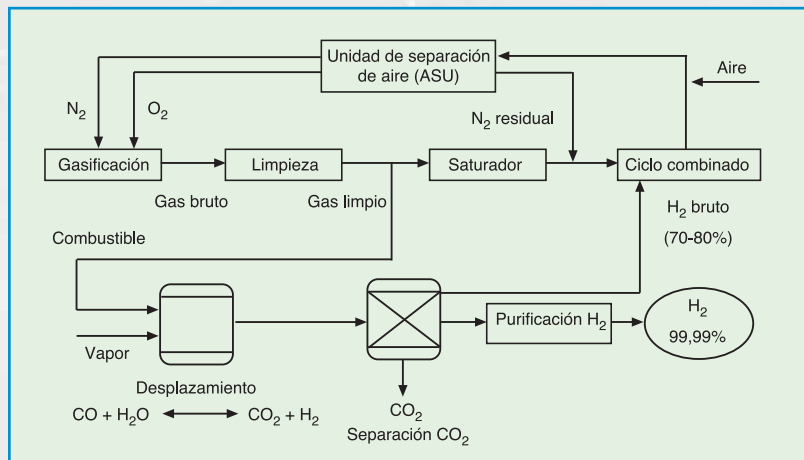 Unidad de separación
de aire (ASU)
Aire
N₂
O₂
N₂ residual
Gasificación
Limpieza
Saturador
Ciclo combinado
Gas bruto
Gas limpio
H₂ bruto
(70-80%)
Combustible
Vapor
Purificación H₂
H₂
99,99%
Desplazamiento
CO + H₂O ⟷ CO₂ + H₂
CO₂
Separación CO₂